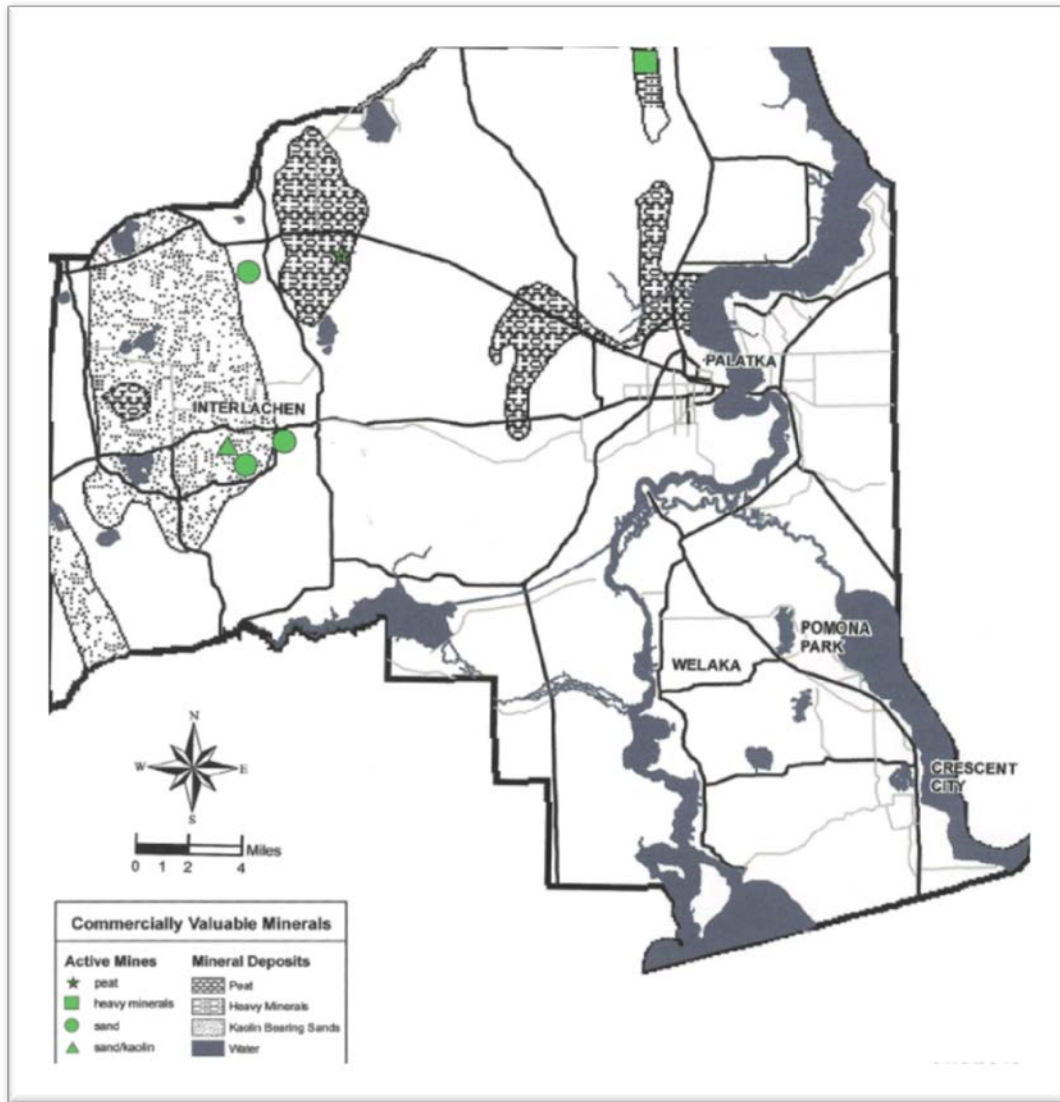 PALATKA
INTERLACHEN
POMONA
PARK
WELAKA
CRESCENT
CITY
N
W E
S
Miles
0 1 2 4
Commercially Valuable Minerals
Active Mines
peat
heavy minerals
sand
sand/kaolin
Mineral Deposits
Peat
Heavy Minerals
Kaolin Bearing Sands
Water